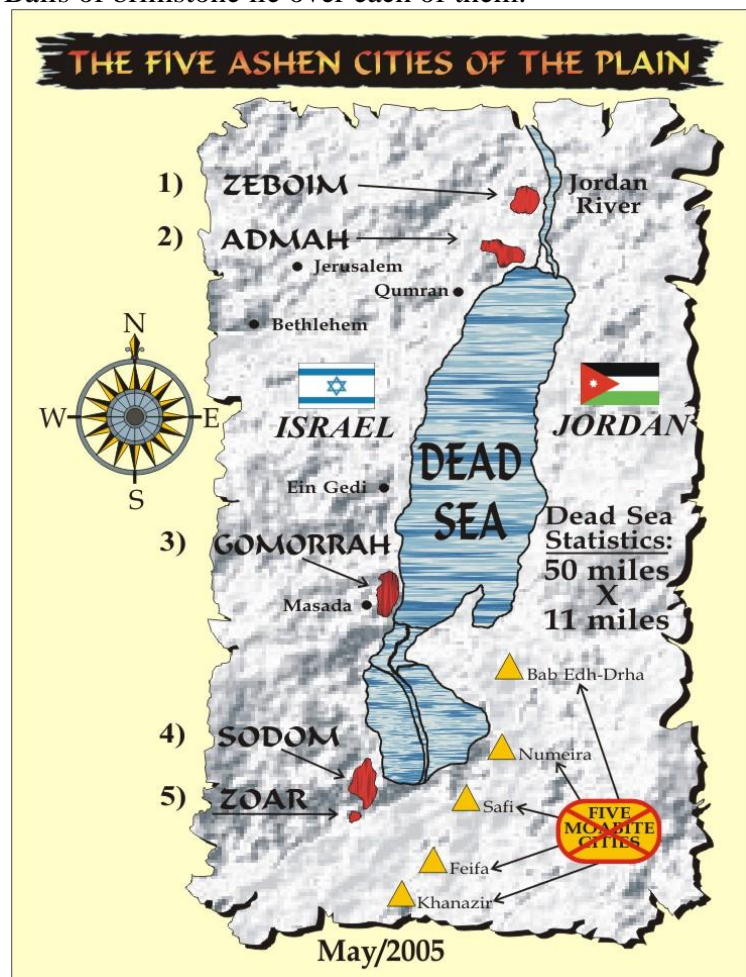 Balls of brimstone lie over each of them.
THE FIVE ASHEN CITIES OF THE PLAIN
1) ZEBOIM
Jordan
River
2) ADMAH
Jerusalem
Qumran
Bethlehem
N
W E
S
ISRAEL
JORDAN
DEAD
SEA
Ein Gedi
3) GOMORRAH
Masada
Dead Sea
Statistics:
50 miles
X
11 miles
Bab Edh-Drha
4) SODOM
Numeira
5) ZOAR
Safi
FIVE
MOABITE
CITIES
Feifa
Khanazir
May/2005